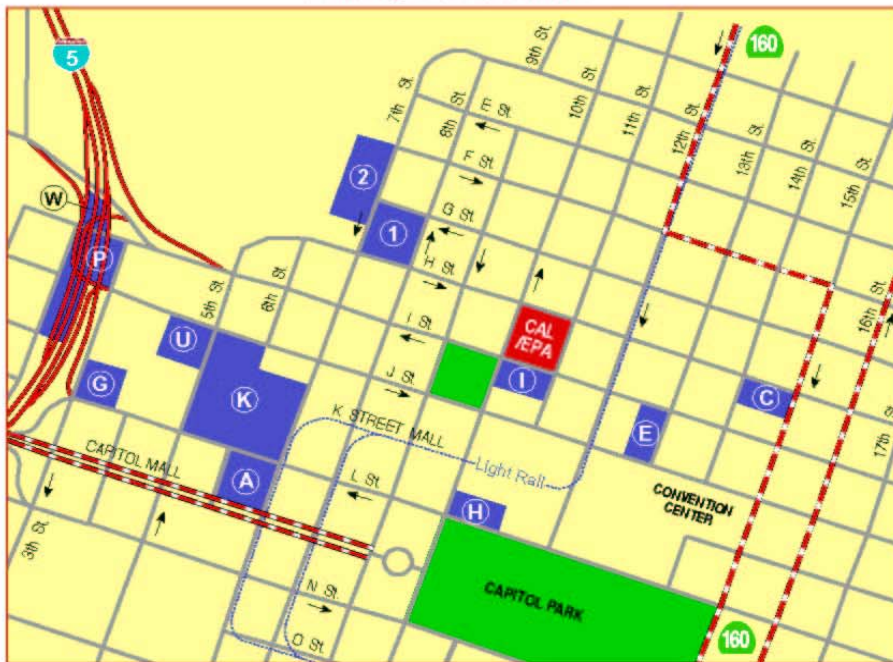 160
5
9th St.
7th St.
8th St.
E St.
10th St.
11th St.
12th St.
13th St.
14th St.
15th St.
F St.
2
W
G St.
1
P
H St.
5th St.
6th St.
I St.
CAL
/EPA
16th St.
U
J St.
I
G
K
C
K STREET MALL
E
17th St.
CAPITOL MALL
A
Light Rail
L St.
CONVENTION
CENTER
H
3th St.
N St.
CAPITOL PARK
O St.
160